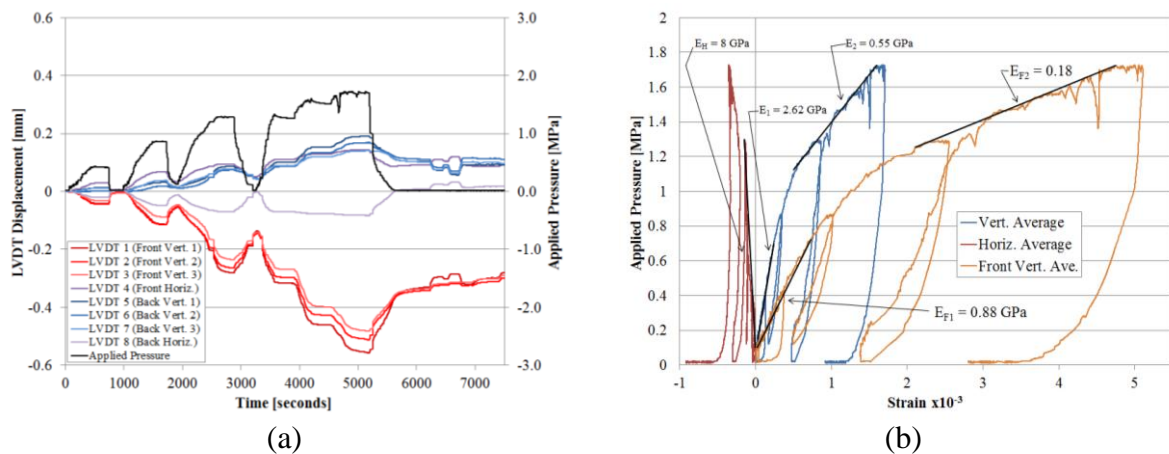 0.6
0.4
0.2
0
-0.2
-0.4
-0.6
LVDT Displacement [mm]
3.0
2.0
1.0
0.0
-1.0
-2.0
-3.0
Applied Pressure [MPa]
LVDT 1 (Front Vert. 1)
LVDT 2 (Front Vert. 2)
LVDT 3 (Front Vert. 3)
LVDT 4 (Front Horiz.)
LVDT 5 (Back Vert. 1)
LVDT 6 (Back Vert. 2)
LVDT 7 (Back Vert. 3)
LVDT 8 (Back Horiz.)
Applied Pressure
0 1000 2000 3000 4000 5000 6000 7000
Time [seconds]
(a)
2
1.8
1.6
1.4
1.2
1
0.8
0.6
0.4
0.2
0
Applied Pressure [MPa]
EH = 8 GPa
E2 = 0.55 GPa
EF2 = 0.18
E1 = 2.62 GPa
EF1 = 0.88 GPa
Vert. Average
Horiz. Average
Front Vert. Ave.
-1 0 1 2 3 4 5
Strain x10-3
(b)